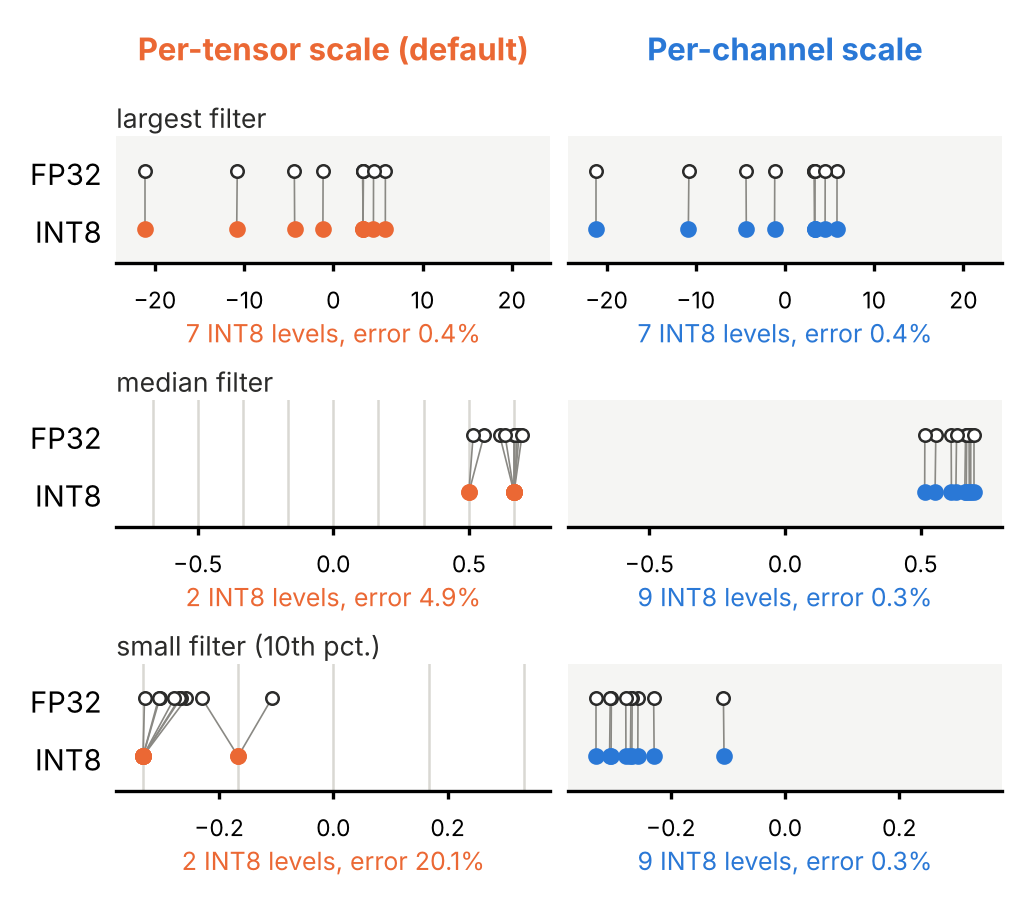 Per-tensor scale (default)
Per-channel scale
largest filter
FP32
INT8
−20 −10 0 10 20
−20 −10 0 10 20
7 INT8 levels, error 0.4%
7 INT8 levels, error 0.4%
median filter
FP32
INT8
−0.5 0.0 0.5
−0.5 0.0 0.5
2 INT8 levels, error 4.9%
9 INT8 levels, error 0.3%
small filter (10th pct.)
FP32
INT8
−0.2 0.0 0.2
−0.2 0.0 0.2
2 INT8 levels, error 20.1%
9 INT8 levels, error 0.3%